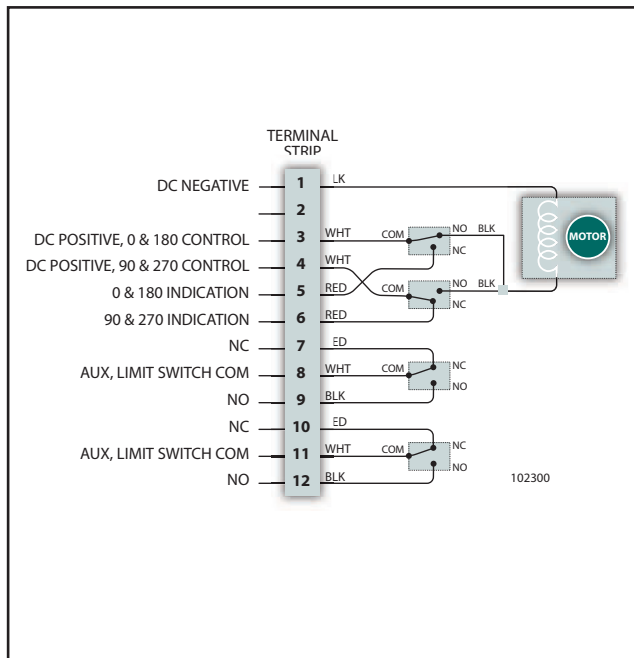 TERMINAL
STRIP
DC NEGATIVE 1 LK
2
DC POSITIVE, 0 & 180 CONTROL 3 WHT COM NO BLK
NC
DC POSITIVE, 90 & 270 CONTROL 4 WHT
0 & 180 INDICATION 5 RED COM NO BLK
NC
90 & 270 INDICATION 6 RED
NC 7 ED
AUX, LIMIT SWITCH COM 8 WHT COM NC
NO
NO 9 BLK
NC 10 ED
AUX, LIMIT SWITCH COM 11 WHT COM NC
NO
NO 12 BLK
MOTOR
102300